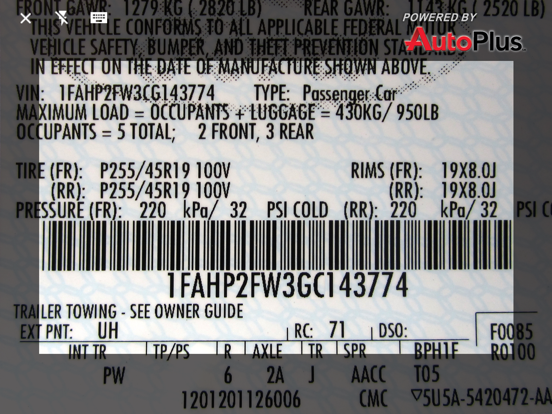 POWERED BY
AutoPlus
FRONT GAWR: 1279 KG ( 2820 LB) REAR GAWR: 1143 KG ( 2520 LB)
THIS VEHICLE CONFORMS TO ALL APPLICABLE FEDERAL
VEHICLE SAFETY, BUMPER, AND THEFT PREVENTION
IN EFFECT ON THE DATE OF MANUFACTURE SHOWN ABOVE.
VIN: 1FAHP2FW3CG143774 TYPE: Passenger Car
MAXIMUM LOAD = OCCUPANTS + LUGGAGE = 430KG/ 950LB
OCCUPANTS = 5 TOTAL; 2 FRONT, 3 REAR
TIRE (FR): P255/45R19 100V RIMS (FR): 19X8.0J
(RR): P255/45R19 100V (RR): 19X8.0J
PRESSURE (FR): 220 kPa/ 32 PSI COLD (RR): 220 kPa/ 32 PSI CO
1FAHP2FW3GC143774
TRAILER TOWING - SEE OWNER GUIDE
EXT PNT: UH RC: 71 DSO: F0085
INT TR TP/PS R AXLE TR SPR BPH1F R0100
PW 6 2A J AACC T05
1201201126006 CMC ▽5U5A-5420472-AA